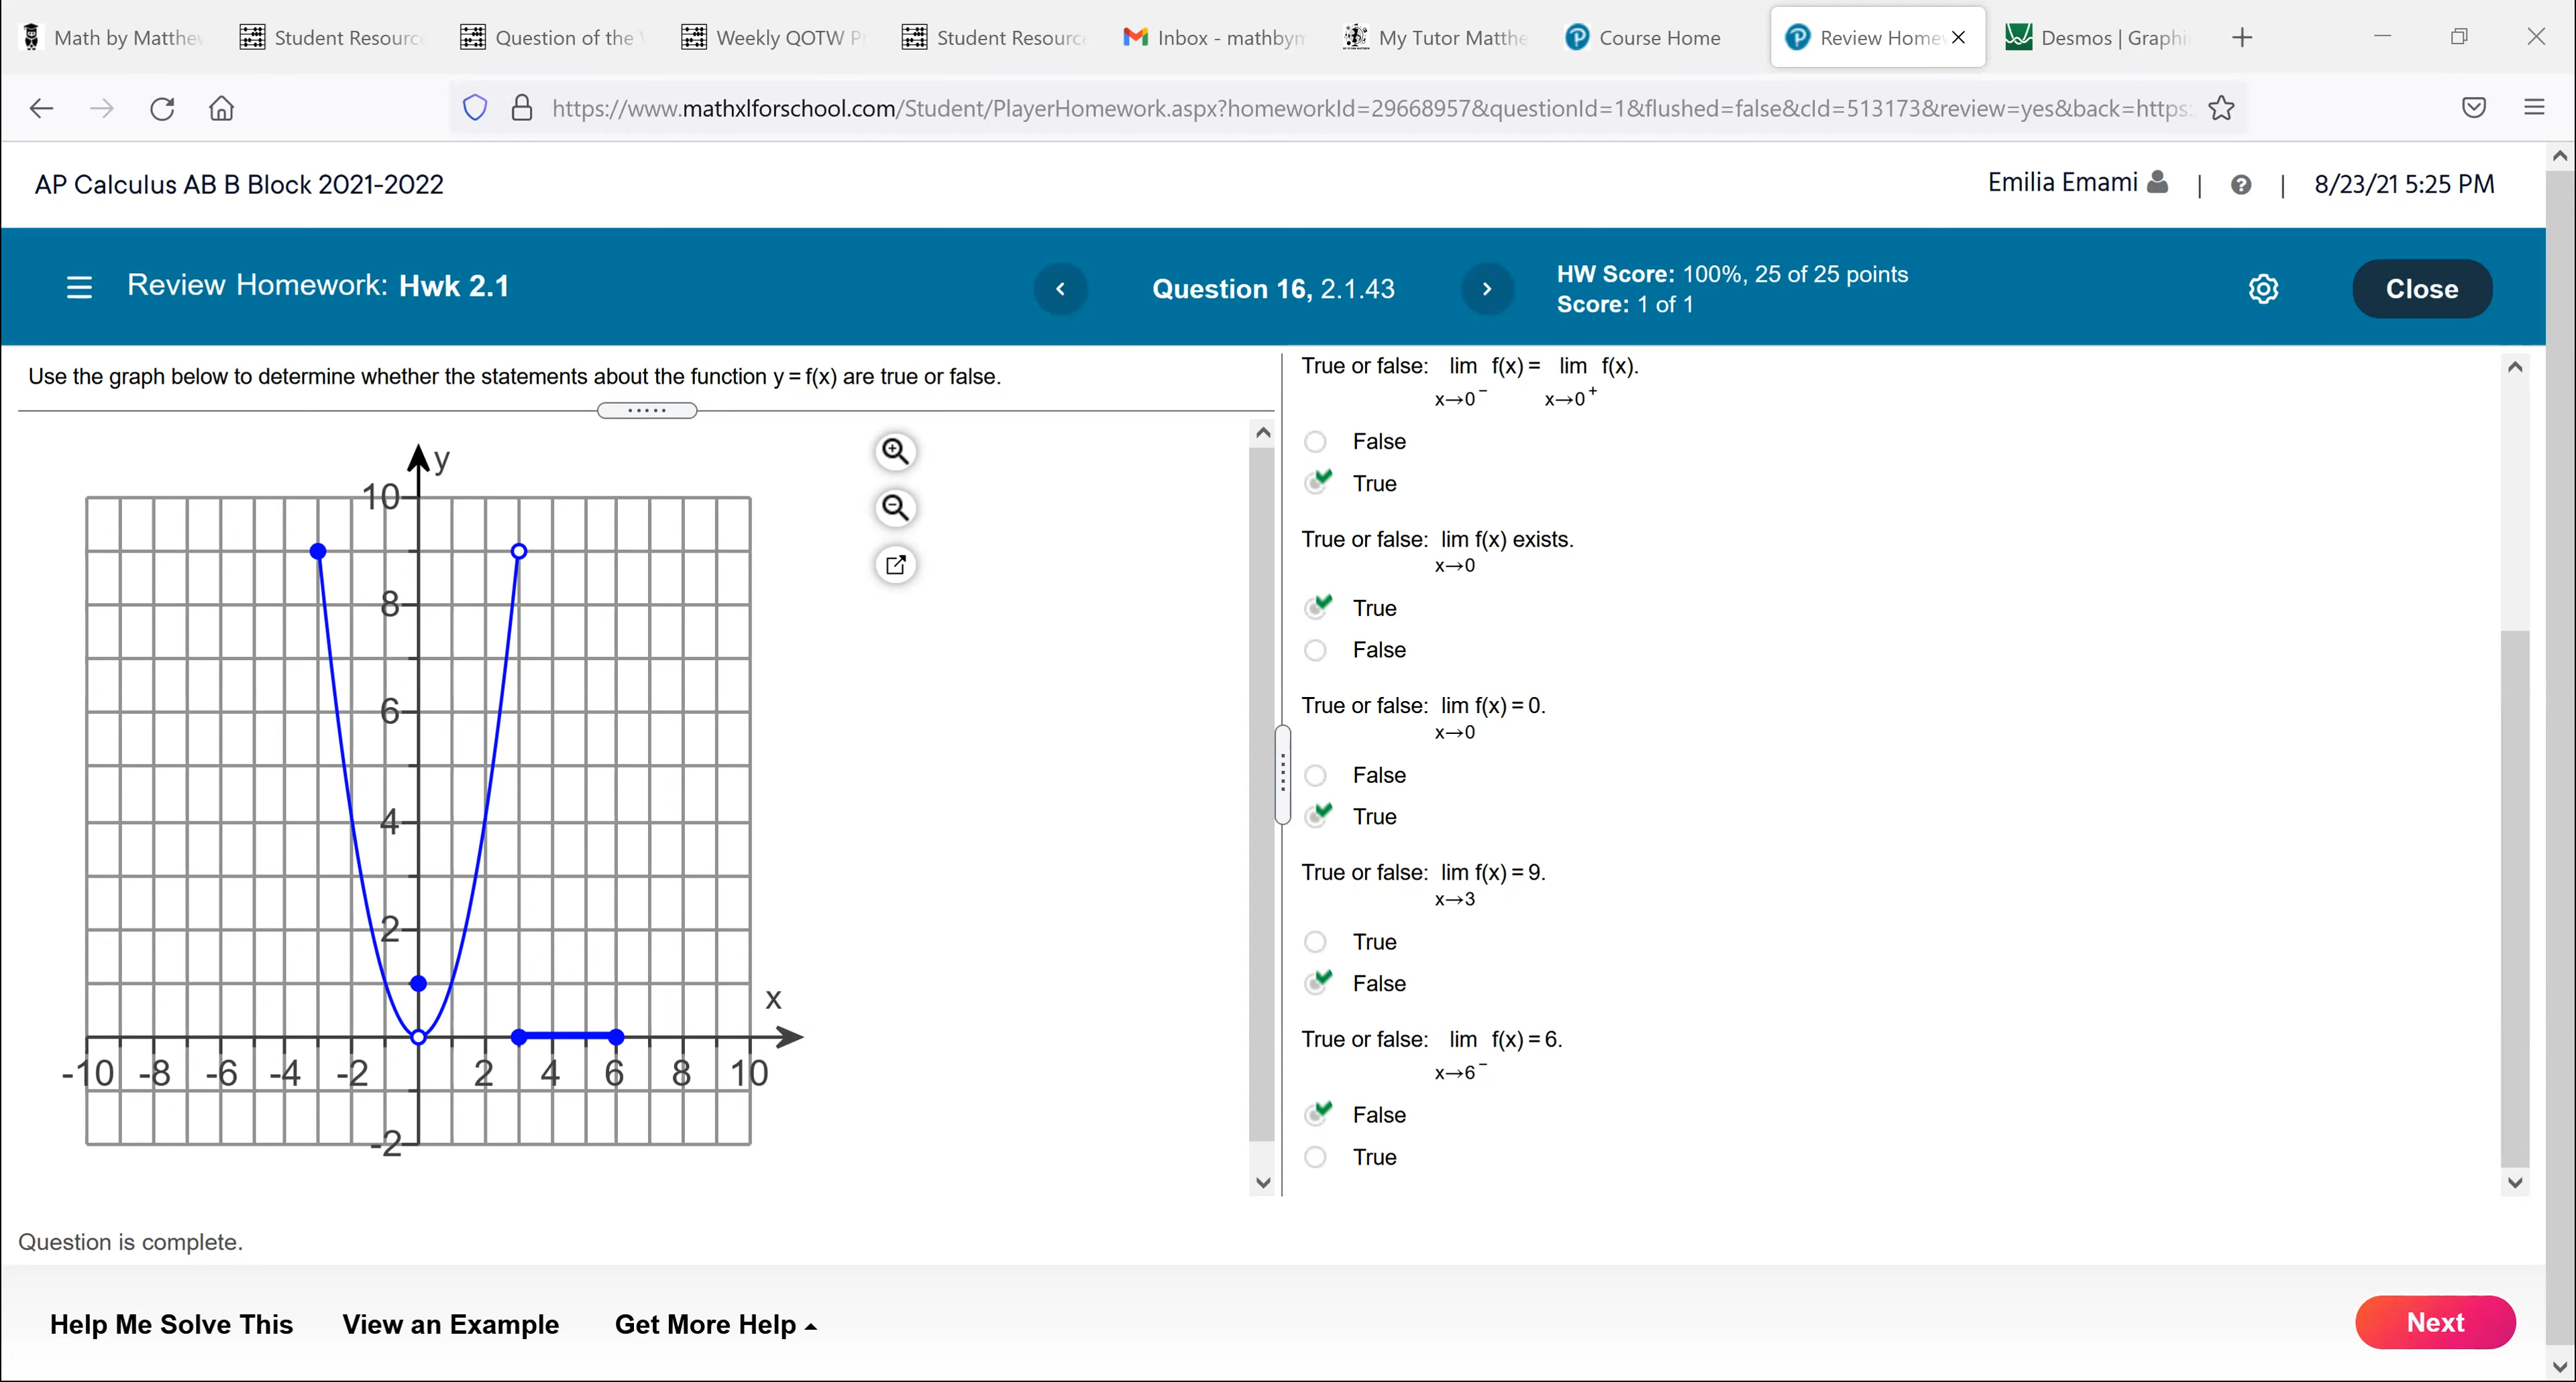 Math by Matthe
Student Resourc
Question of the
Weekly QOTW P
Student Resourc
Inbox - mathbym
My Tutor Matthe
Course Home
Review Home
Desmos | Graphi
https://www.mathxlforschool.com/Student/PlayerHomework.aspx?homeworkId=29668957&questionId=1&flushed=false&cId=513173&review=yes&back=https:
AP Calculus AB B Block 2021-2022
Emilia Emami | ? | 8/23/21 5:25 PM
Review Homework: Hwk 2.1
Question 16, 2.1.43
HW Score: 100%, 25 of 25 points
Score: 1 of 1
Close
Use the graph below to determine whether the statements about the function y = f(x) are true or false.
y
10
8
6
4
2
x
-10 -8 -6 -4 -2 2 4 6 8 10
-2
True or false: lim f(x) = lim f(x).
x→0⁻ x→0⁺
False
True
True or false: lim f(x) exists.
x→0
True
False
True or false: lim f(x) = 0.
x→0
False
True
True or false: lim f(x) = 9.
x→3
True
False
True or false: lim f(x) = 6.
x→6⁻
False
True
Question is complete.
Help Me Solve This
View an Example
Get More Help
Next